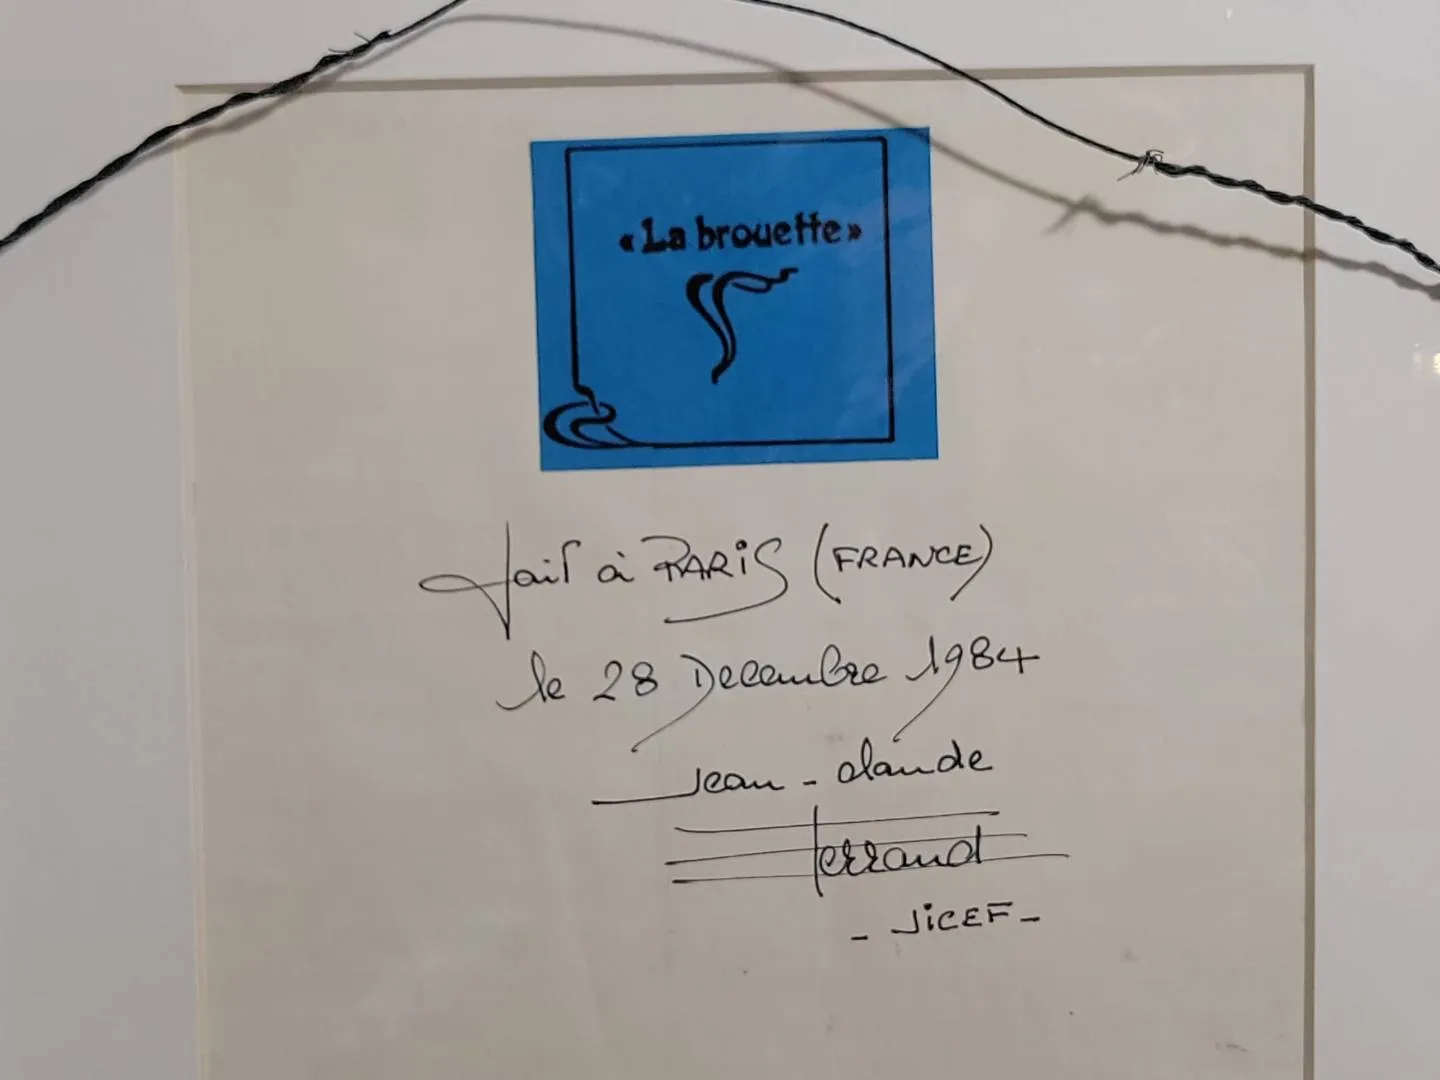 « La brouette »
fait à PARiS (FRANCE)
le 28 Decembre 1984
Jean - claude
Ferrand
- JiCEF -